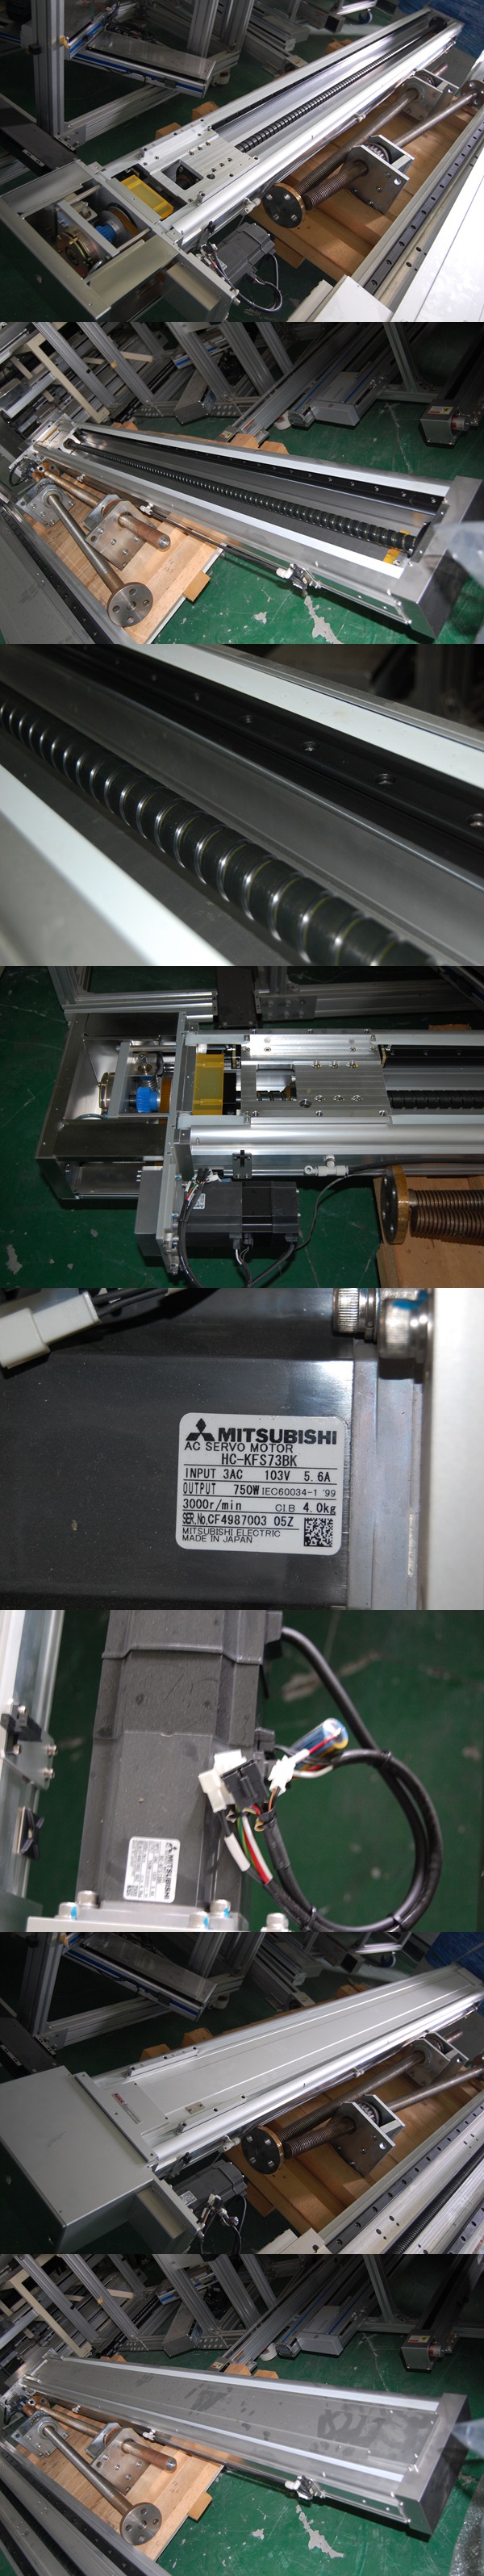 MITSUBISHI
AC SERVO MOTOR
HC-KFS73BK
INPUT 3AC 103V 5.6A
OUTPUT 750W IEC60034-1 '99
3000r/min CI.B 4.0kg
SER.No.CF4987003 05Z
MITSUBISHI ELECTRIC
MADE IN JAPAN
MITSUBISHI